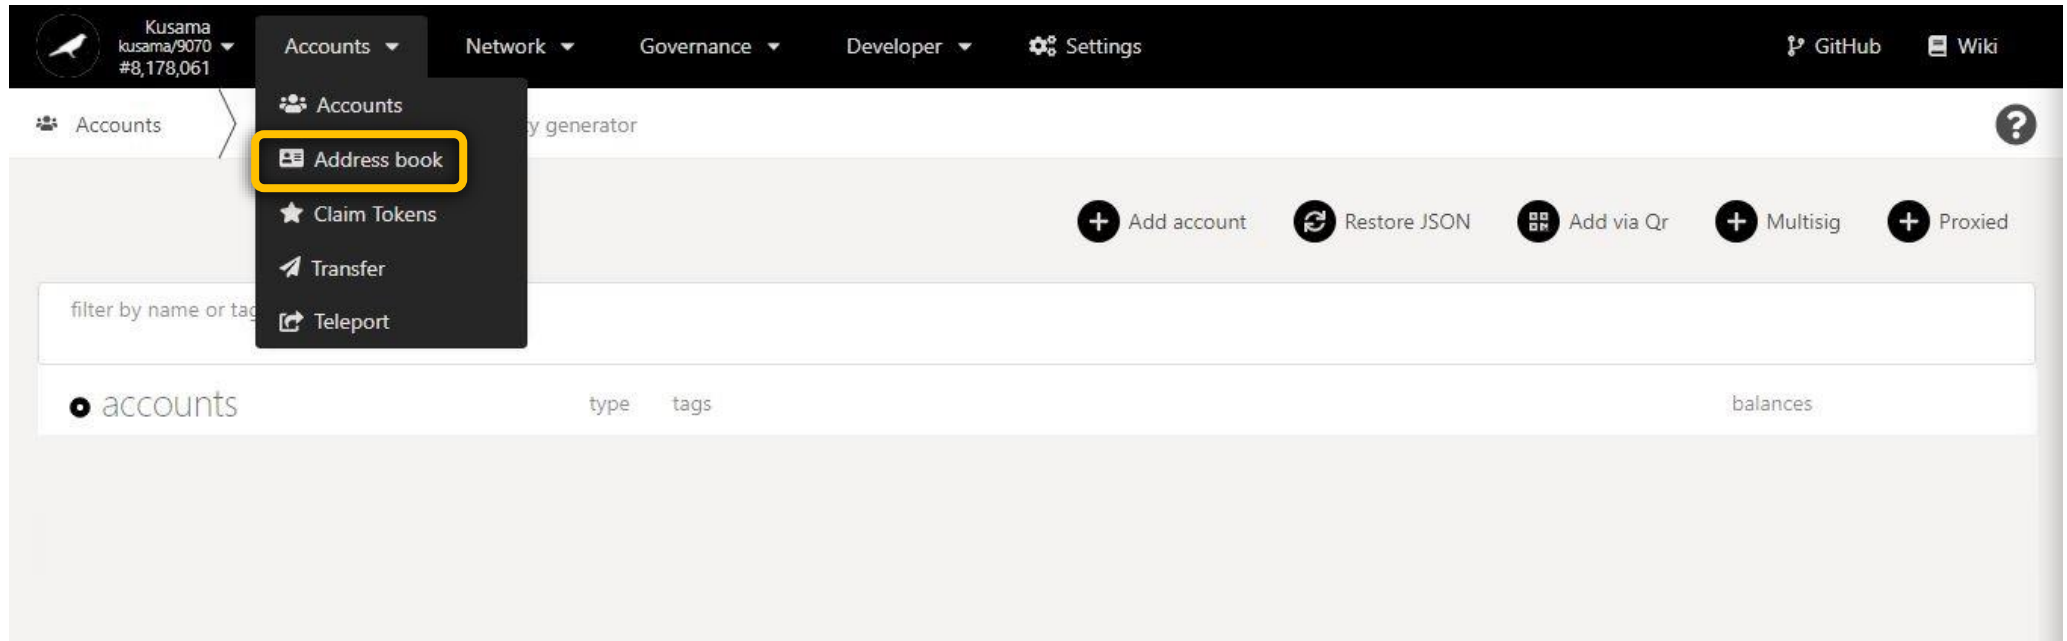 Kusama
kusama/9070
#8,178,061
Accounts
Network
Governance
Developer
Settings
GitHub
Wiki
Accounts
generator
Accounts
Address book
Claim Tokens
Transfer
Teleport
Add account
Restore JSON
Add via Qr
Multisig
Proxied
filter by name or
accounts
type
tags
balances